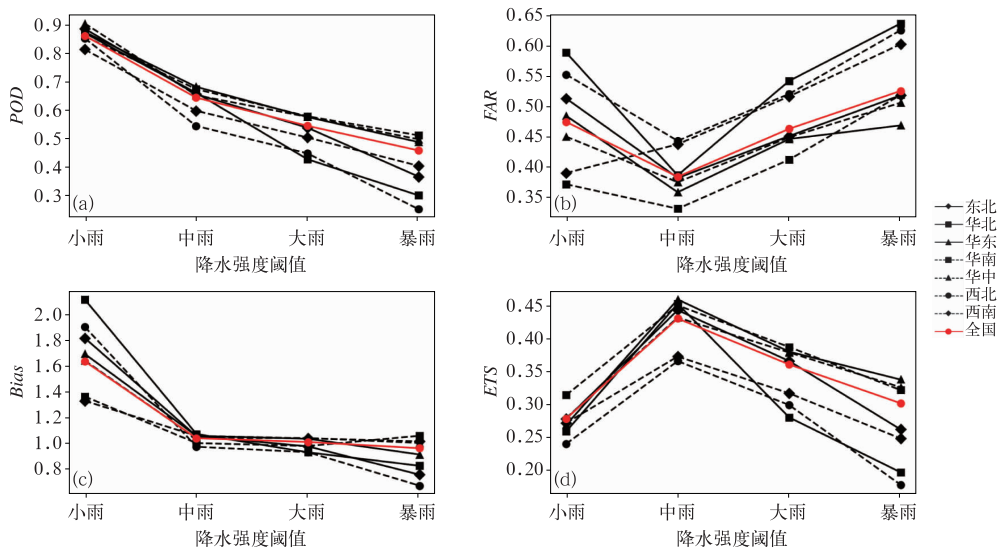 POD
0.9
0.8
0.7
0.6
0.5
0.4
0.3
(a)
小雨 中雨 大雨 暴雨
降水强度阈值
FAR
0.65
0.60
0.55
0.50
0.45
0.40
0.35
(b)
小雨 中雨 大雨 暴雨
降水强度阈值
Bias
2.0
1.8
1.6
1.4
1.2
1.0
0.8
(c)
小雨 中雨 大雨 暴雨
降水强度阈值
ETS
0.45
0.40
0.35
0.30
0.25
0.20
(d)
小雨 中雨 大雨 暴雨
降水强度阈值
东北
华北
华东
华南
华中
西北
西南
全国